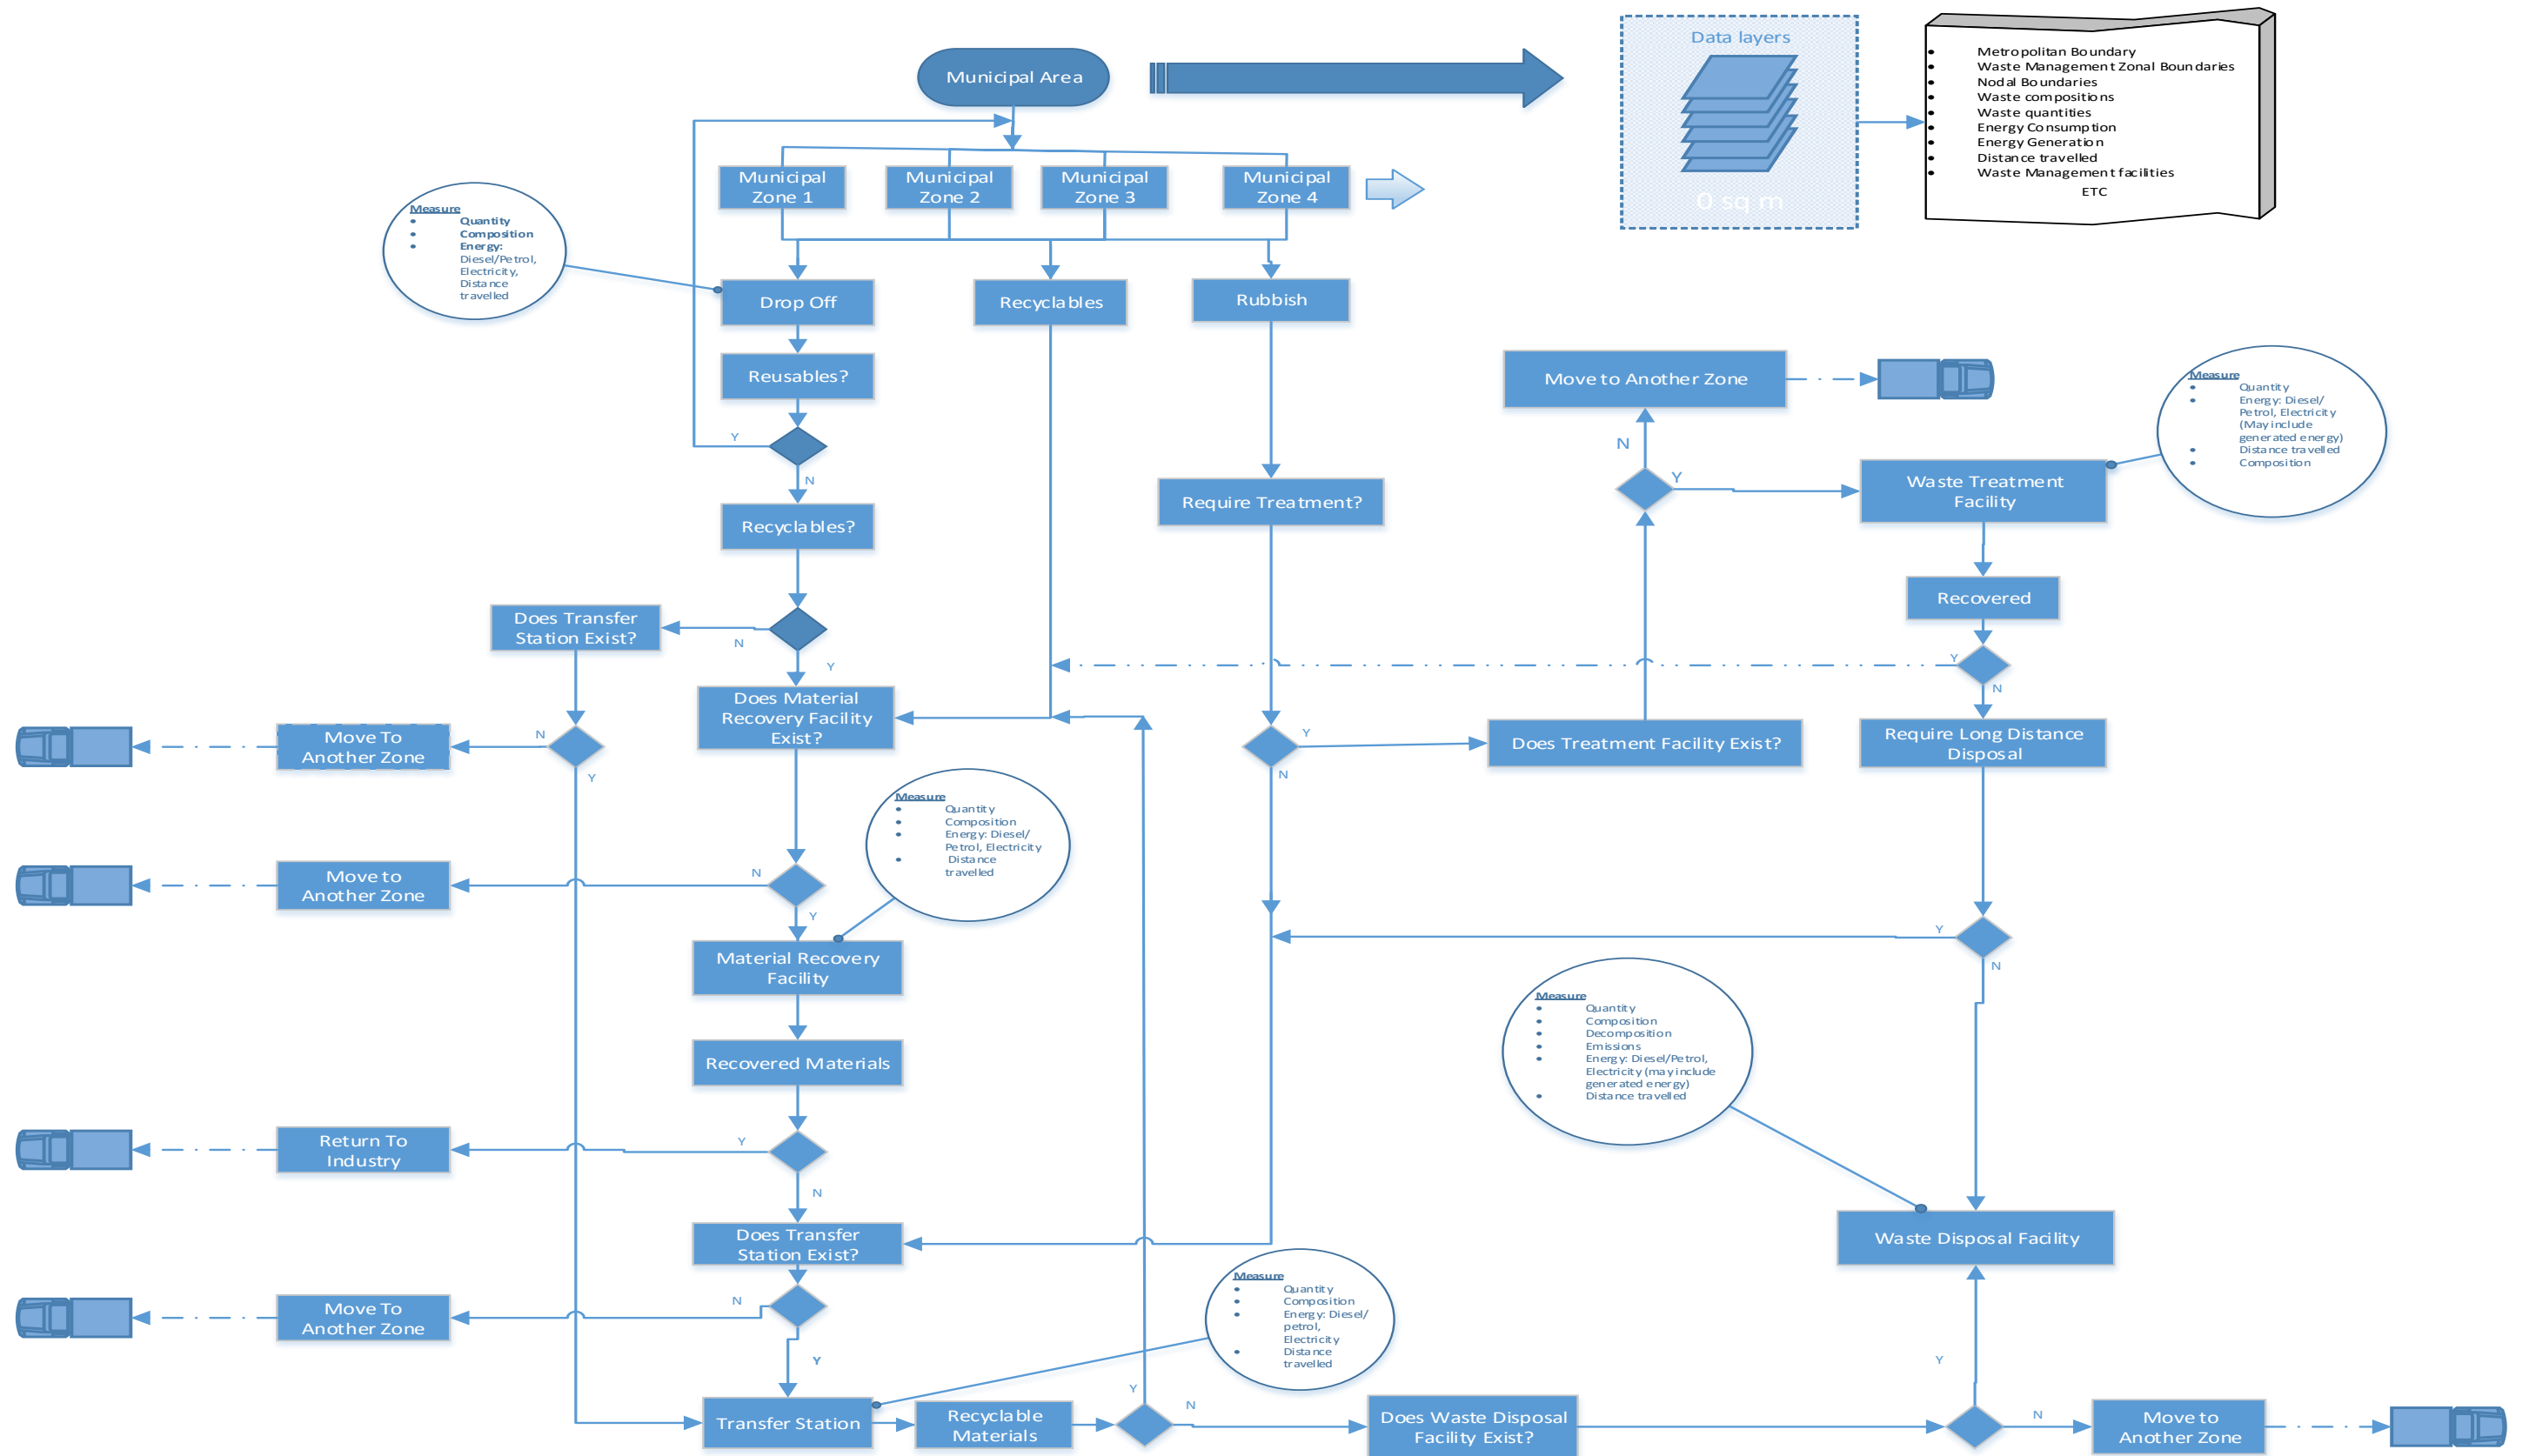 Municipal Area
Data layers
0 sq m
• Metropolitan Boundary
• Waste Management Zonal Boundaries
• Nodal Boundaries
• Waste compositions
• Waste quantities
• Energy Consumption
• Energy Generation
• Distance travelled
• Waste Management facilities
ETC
Municipal
Zone 1
Municipal
Zone 2
Municipal
Zone 3
Municipal
Zone 4
Measure
• Quantity
• Composition
• Energy:
Diesel/Petrol,
Electricity,
Distance
travelled
Drop Off
Recyclables
Rubbish
Reusables?
Y
N
Recyclables?
Require Treatment?
Move to Another Zone
N
Y
Measure
• Quantity
• Energy: Diesel/
Petrol, Electricity
(May include
generated energy)
• Distance travelled
• Composition
Waste Treatment
Facility
Recovered
Y
N
Does Transfer
Station Exist?
N
Y
Does Material
Recovery Facility
Exist?
Move To
Another Zone
N
Y
Y
N
Does Treatment Facility Exist?
Require Long Distance
Disposal
Measure
• Quantity
• Composition
• Energy: Diesel/
Petrol, Electricity
• Distance
travelled
Move to
Another Zone
N
Y
Y
N
Material Recovery
Facility
Measure
• Quantity
• Composition
• Decomposition
• Emissions
• Energy: Diesel/Petrol,
Electricity (may include
generated energy)
• Distance travelled
Recovered Materials
Return To
Industry
Y
N
Does Transfer
Station Exist?
Waste Disposal Facility
Measure
• Quantity
• Composition
• Energy: Diesel/
petrol,
Electricity
• Distance
travelled
Move To
Another Zone
N
Y
Y
Y
Transfer Station
Recyclable
Materials
N
Does Waste Disposal
Facility Exist?
N
Move to
Another Zone